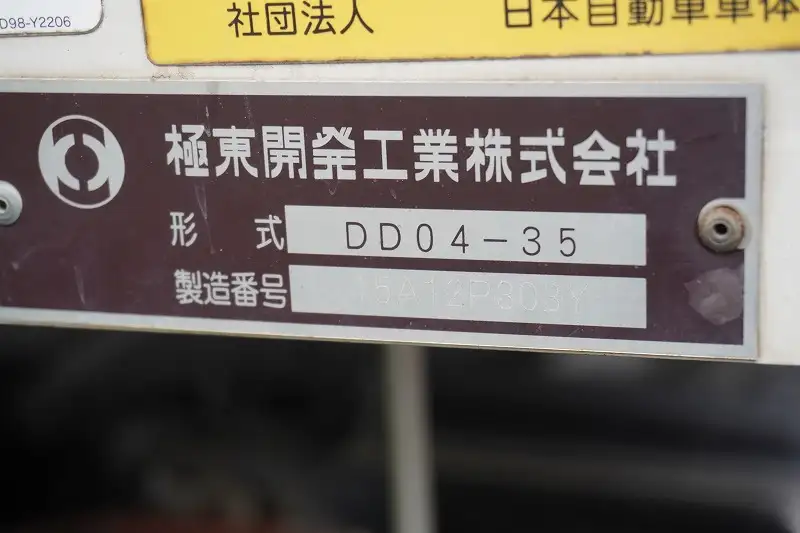 D98-Y2206
社団法人 日本自動車車体
極東開発工業株式会社
形 式 DD04-35
製造番号